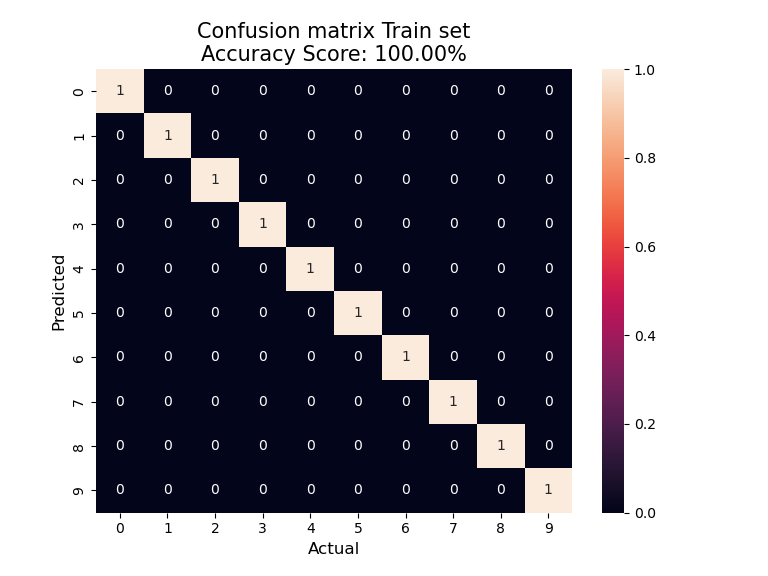 Confusion matrix Train set
Accuracy Score: 100.00%
Predicted
0 1 0 0 0 0 0 0 0 0 0
1 0 1 0 0 0 0 0 0 0 0
2 0 0 1 0 0 0 0 0 0 0
3 0 0 0 1 0 0 0 0 0 0
4 0 0 0 0 1 0 0 0 0 0
5 0 0 0 0 0 1 0 0 0 0
6 0 0 0 0 0 0 1 0 0 0
7 0 0 0 0 0 0 0 1 0 0
8 0 0 0 0 0 0 0 0 1 0
9 0 0 0 0 0 0 0 0 0 1
0 1 2 3 4 5 6 7 8 9
Actual
1.0
0.8
0.6
0.4
0.2
0.0